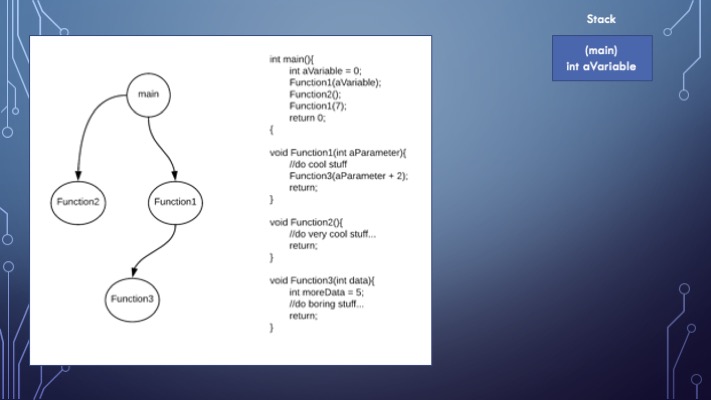 Stack
(main)
int aVariable
main
Function2
Function1
Function3
int main(){
int aVariable = 0;
Function1(aVariable);
Function2();
Function1(7);
return 0;
{
void Function1(int aParameter){
//do cool stuff
Function3(aParameter + 2);
return;
}
void Function2(){
//do very cool stuff...
return;
}
void Function3(int data){
int moreData = 5;
//do boring stuff...
return;
}